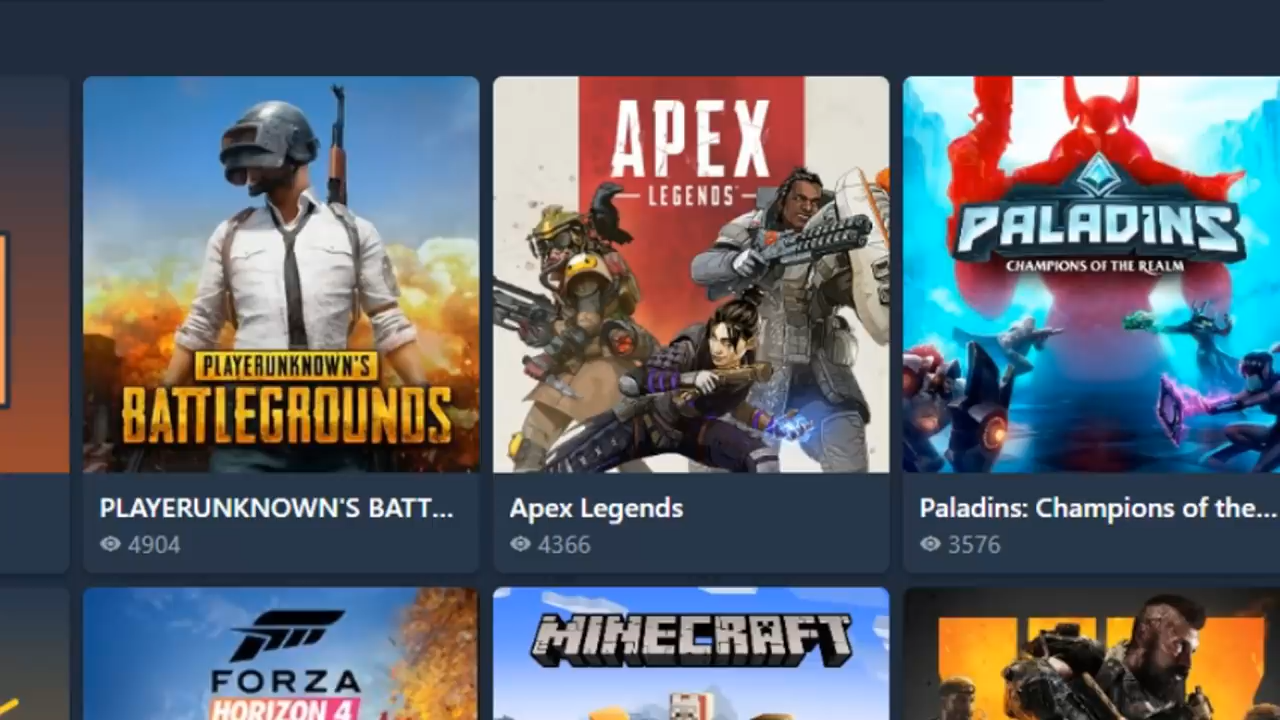 APEX
LEGENDS
PALADINS
CHAMPIONS OF THE REALM
PLAYERUNKNOWN'S
BATTLEGROUNDS
PLAYERUNKNOWN'S BATT...
Apex Legends
Paladins: Champions of the...
4904
4366
3576
FORZA
HORIZON 4
MINECRAFT